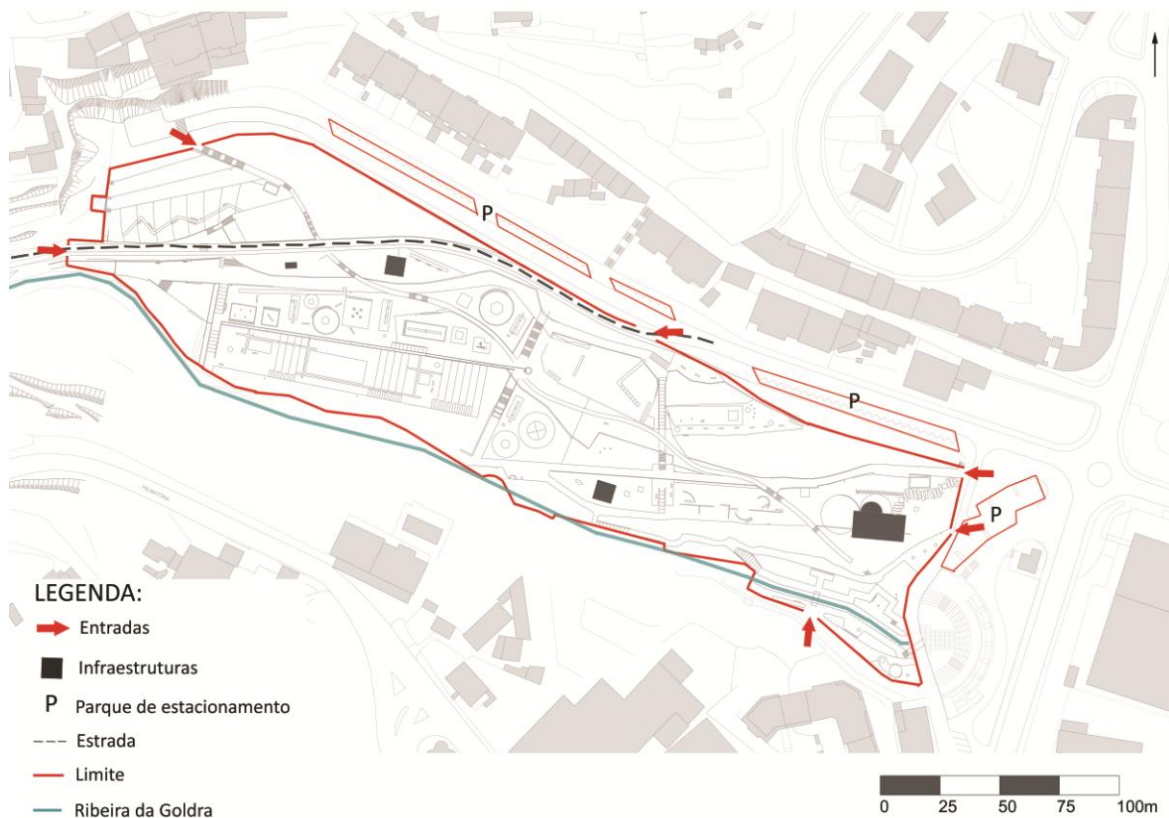 P
P
P
LEGENDA:
Entradas
Infraestruturas
P Parque de estacionamento
Estrada
Limite
Ribeira da Goldra
0 25 50 75 100m